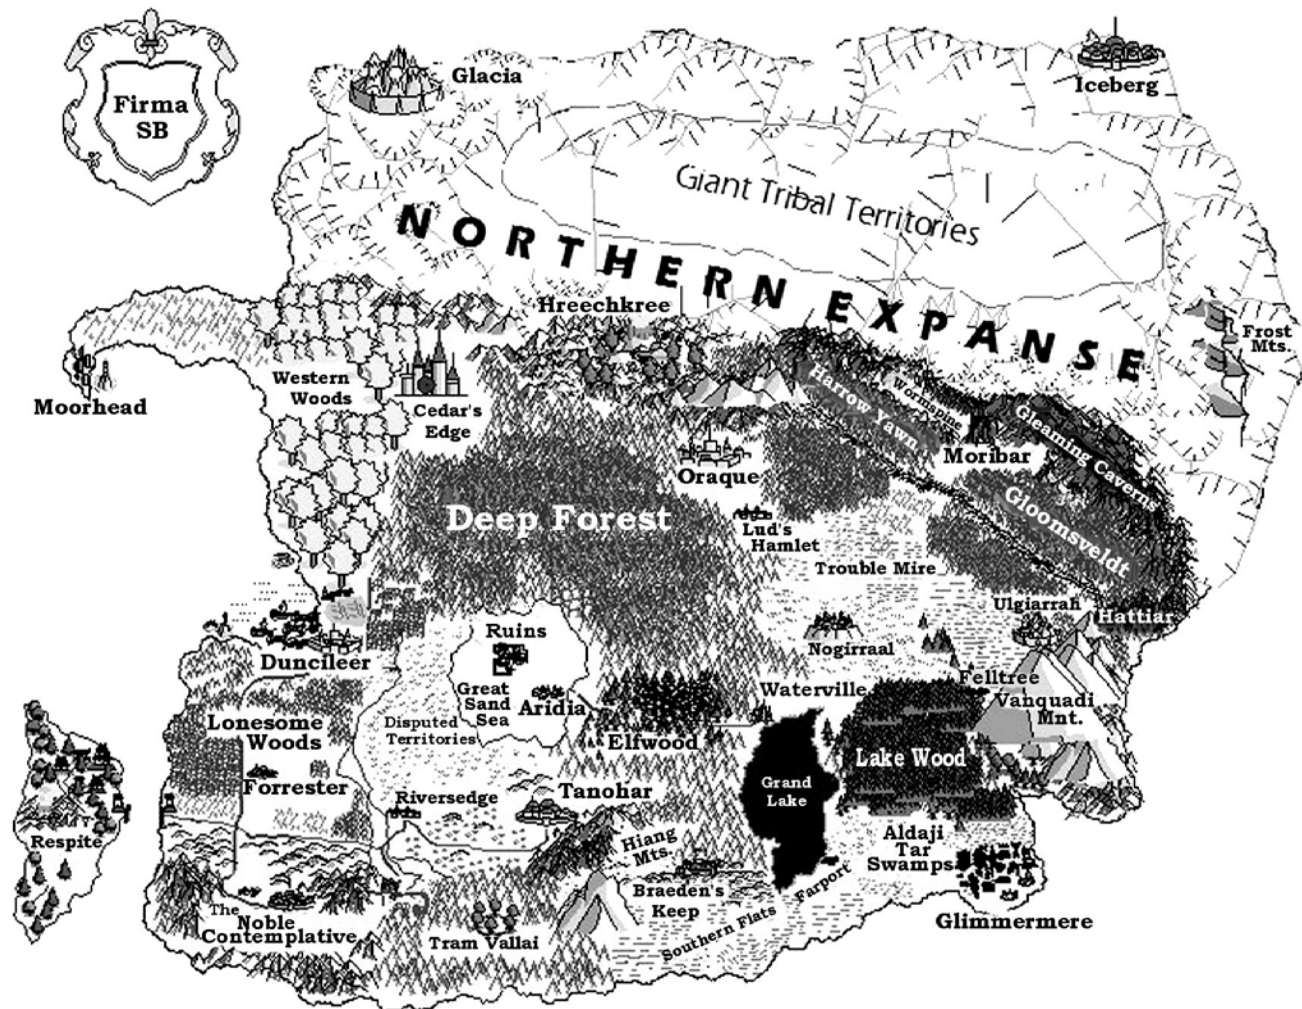 Firma
SB
Glacia
Iceberg
Giant Tribal Territories
NORTHERN EXPANSE
Hreechkree
Frost
Mts.
Western
Woods
Moorhead
Cedar's
Edge
Harrow Yawn
Wormspine
Gleaming Caverns
Moribar
Oraque
Gloomsveldt
Deep Forest
Lud's
Hamlet
Trouble Mire
Ulgiarrah
Hattiar
Ruins
Nogirraal
Duncileer
Great
Sand
Sea
Aridia
Waterville
Felltree
Vanquadi
Mnt.
Lonesome
Woods
Disputed
Territories
Elfwood
Lake Wood
Forrester
Grand
Lake
Riversedge
Tanohar
Respite
Hiang
Mts.
Aldaji
Tar
Swamps
Braeden's
Keep
Farport
The
Noble
Contemplative
Tram Vallai
Southern Flats
Glimmermere